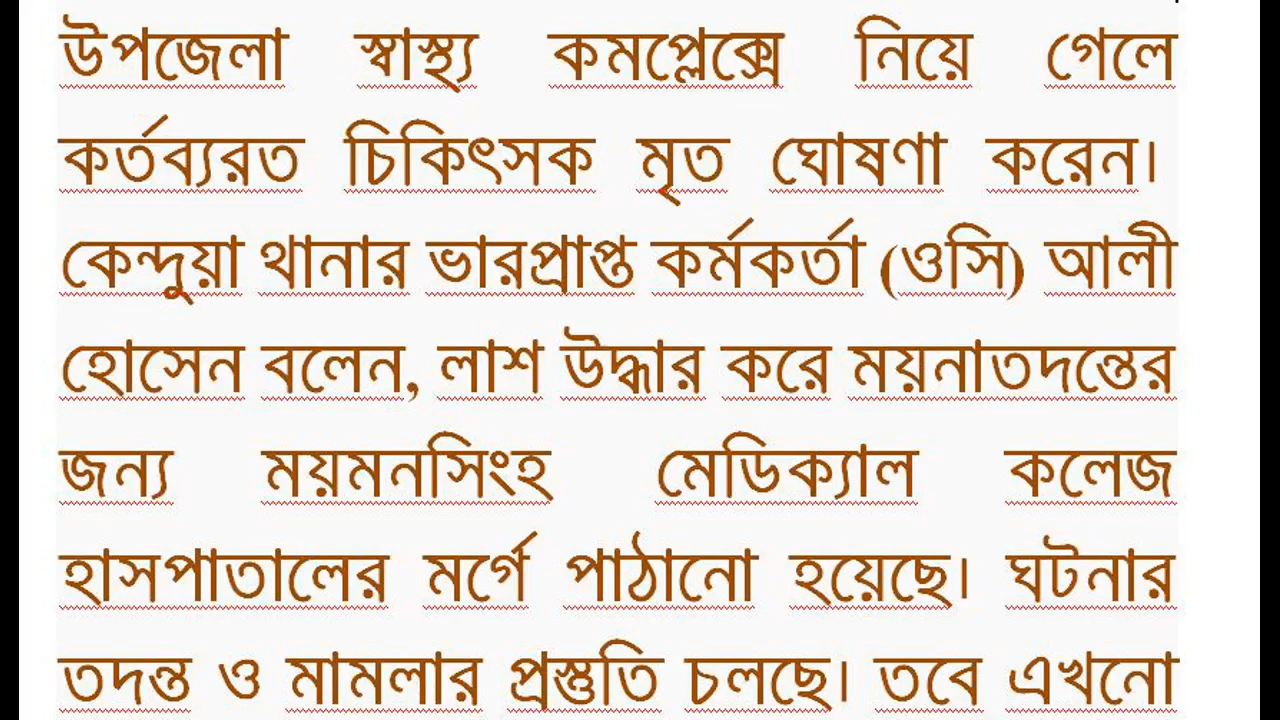 উপজেলা স্বাস্থ্য কমপ্লেক্সে নিয়ে গেলে
কর্তব্যরত চিকিৎসক মৃত ঘোষণা করেন।
কেন্দুয়া থানার ভারপ্রাপ্ত কর্মকর্তা (ওসি) আলী
হোসেন বলেন, লাশ উদ্ধার করে ময়নাতদন্তের
জন্য ময়মনসিংহ মেডিক্যাল কলেজ
হাসপাতালের মর্গে পাঠানো হয়েছে। ঘটনার
তদন্ত ও মামলার প্রস্তুতি চলছে। তবে এখনো